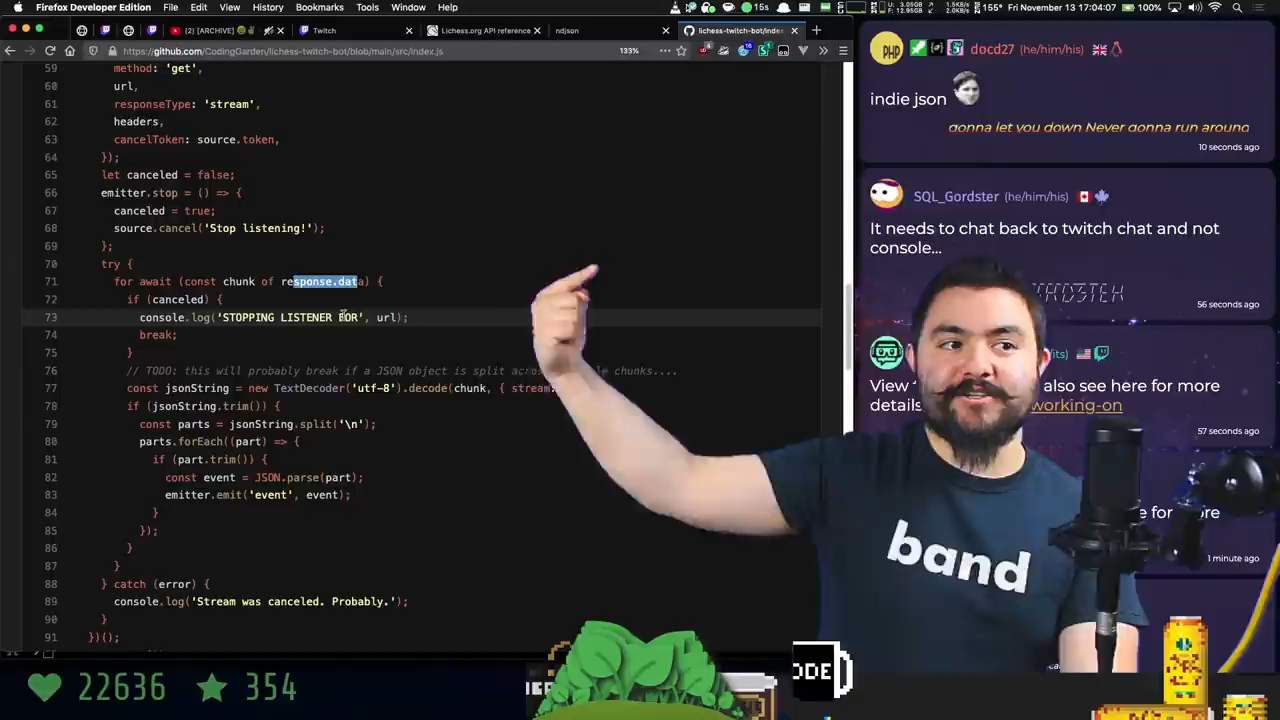 Firefox Developer Edition File Edit View History Bookmarks Tools Window Help
15s
155°
Fri November 13 17:04:07
100%
[ARCHIVE]
Twitch
Lichess.org API reference
ndjson
lichess-twitch-bot/index
https://github.com/CodingGarden/lichess-twitch-bot/blob/main/src/index.js
133%
59 method: 'get',
60 url,
61 responseType: 'stream',
62 headers,
63 cancelToken: source.token,
64 });
65 let canceled = false;
66 emitter.stop = () => {
67 canceled = true;
68 source.cancel('Stop listening!');
69 };
70 try {
71 for await (const chunk of response.data) {
72 if (canceled) {
73 console.log('STOPPING LISTENER FOR', url);
74 break;
75 }
76 // TODO: this will probably break if a JSON object is split chunks....
77 const jsonString = new TextDecoder('utf-8').decode(chunk, { stream:
78 if (jsonString.trim()) {
79 const parts = jsonString.split('\n');
80 parts.forEach((part) => {
81 if (part.trim()) {
82 const event = JSON.parse(part);
83 emitter.emit('event', event);
84 }
85 });
86 }
87 }
88 } catch (error) {
89 console.log('Stream was canceled. Probably.');
90 }
91 })();
PHP
docd27 (he/him/his)
indie json
gonna let you down Never gonna run around
10 seconds ago
SQL_Gordster (he/him/his)
It needs to chat back to twitch chat and not
console...
56 seconds ago
View also see here for more
details working-on
57 seconds ago
1 minute ago
band
22636
354